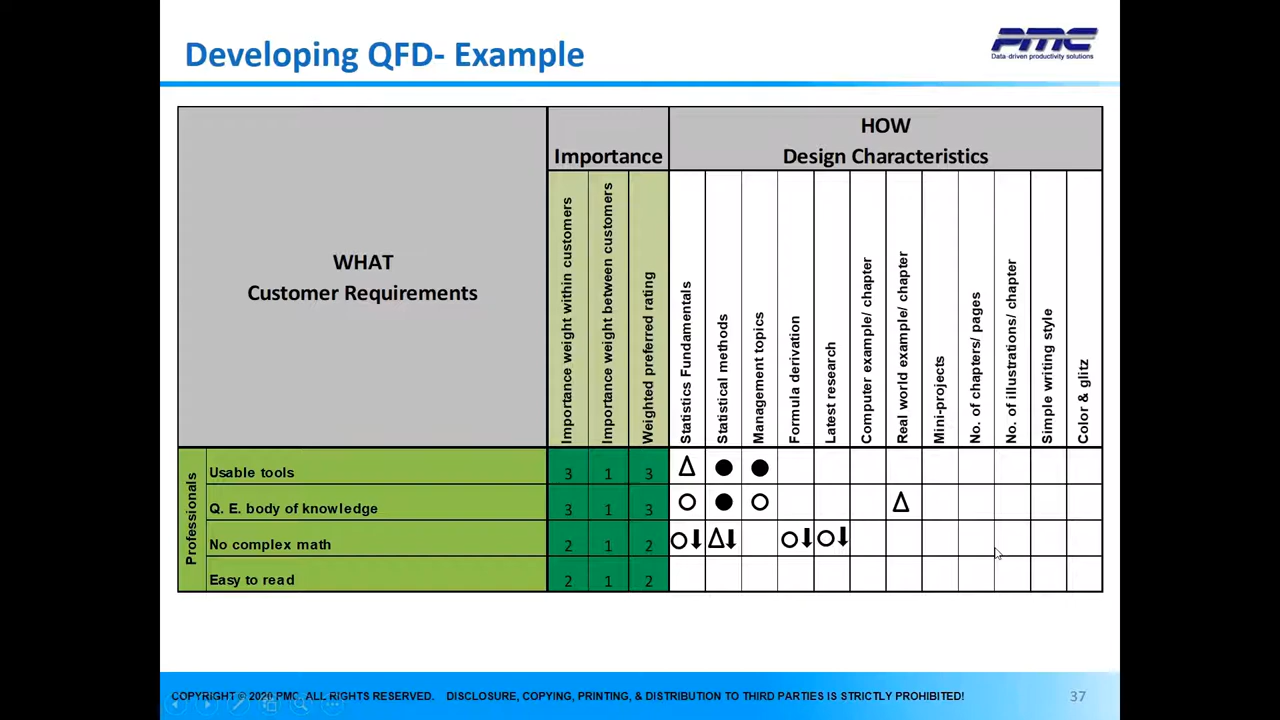 Developing QFD- Example
PMC
Data-driven productivity solutions
WHAT
Customer Requirements
Importance
HOW
Design Characteristics
Importance weight within customers
Importance weight between customers
Weighted preferred rating
Statistics Fundamentals
Statistical methods
Management topics
Formula derivation
Latest research
Computer example/ chapter
Real world example/ chapter
Mini-projects
No. of chapters/ pages
No. of illustrations/ chapter
Simple writing style
Color & glitz
Professionals
Usable tools 3 1 3 Δ ● ●
Q. E. body of knowledge 3 1 3 ○ ● ○ Δ
No complex math 2 1 2 ○⬇ Δ⬇ ○⬇ ○⬇
Easy to read 2 1 2
COPYRIGHT © 2020 PMC. ALL RIGHTS RESERVED. DISCLOSURE, COPYING, PRINTING, & DISTRIBUTION TO THIRD PARTIES IS STRICTLY PROHIBITED!
37